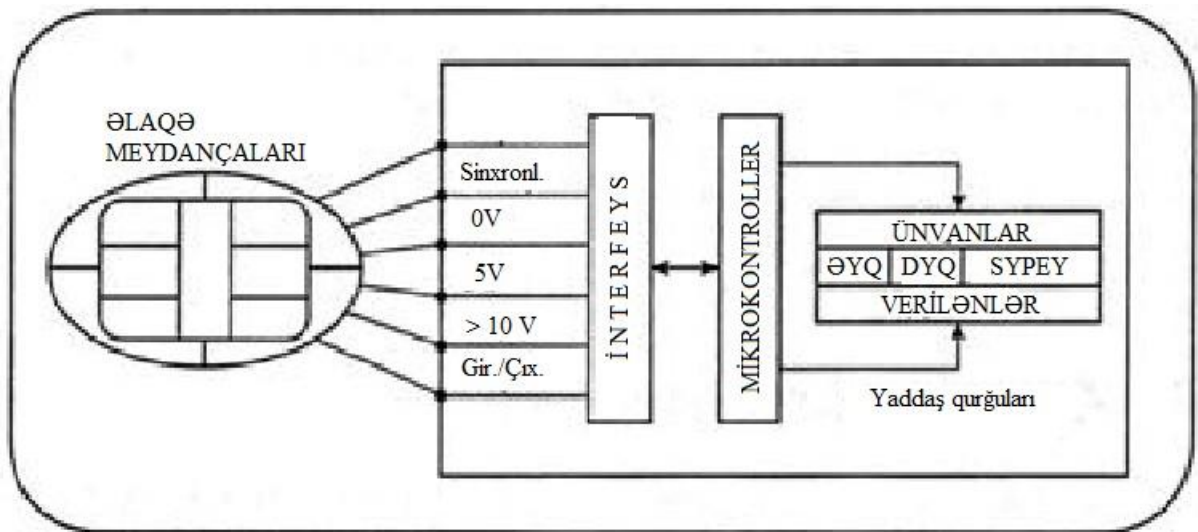 ƏLAQƏ
MEYDANÇALARI
Sinxronl.
0V
5V
> 10 V
Gir./Çıx.
İNTERFEYS
MİKROKONTROLLER
ÜNVANLAR
ƏYQ DYQ SYPEY
VERİLƏNLƏR
Yaddaş qurğuları